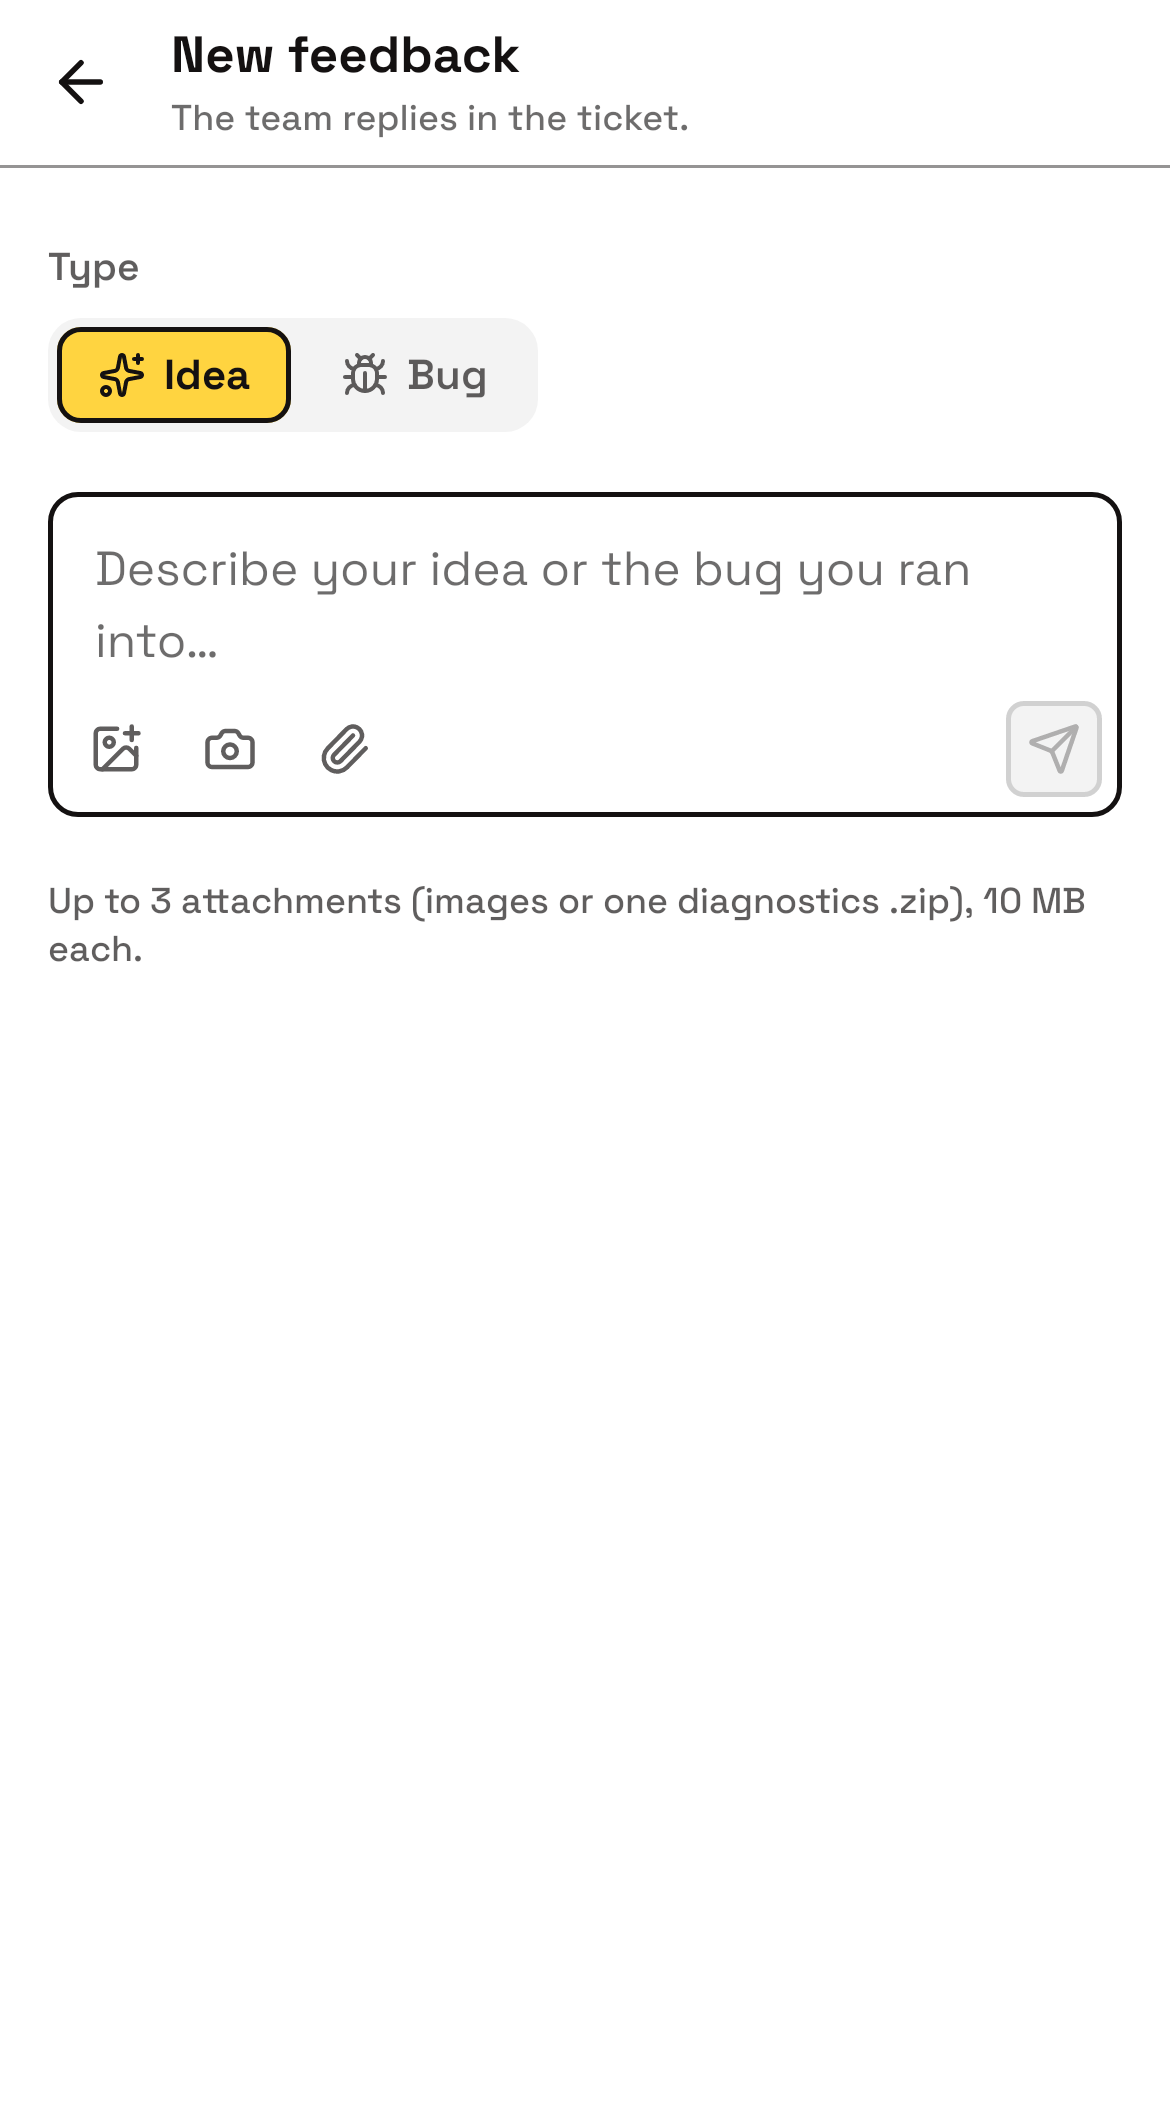 New feedback
The team replies in the ticket.
Type
Idea
Bug
Describe your idea or the bug you ran
into…
Up to 3 attachments (images or one diagnostics .zip), 10 MB
each.